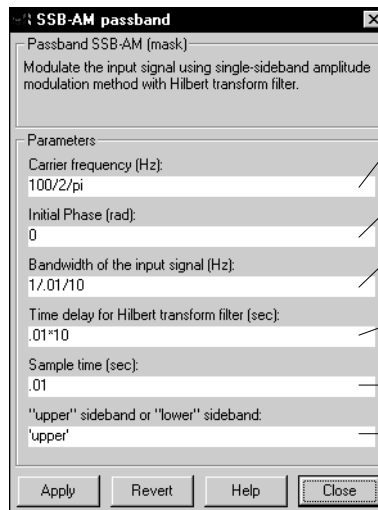 SSB-AM passband
Passband SSB-AM (mask)
Modulate the input signal using single-sideband amplitude
modulation method with Hilbert transform filter.
Parameters
Carrier frequency (Hz):
100/2/pi
Initial Phase (rad):
0
Bandwidth of the input signal (Hz):
1/.01/10
Time delay for Hilbert transform filter (sec):
.01*10
Sample time (sec):
.01
"upper" sideband or "lower" sideband:
'upper'
Apply Revert Help Close